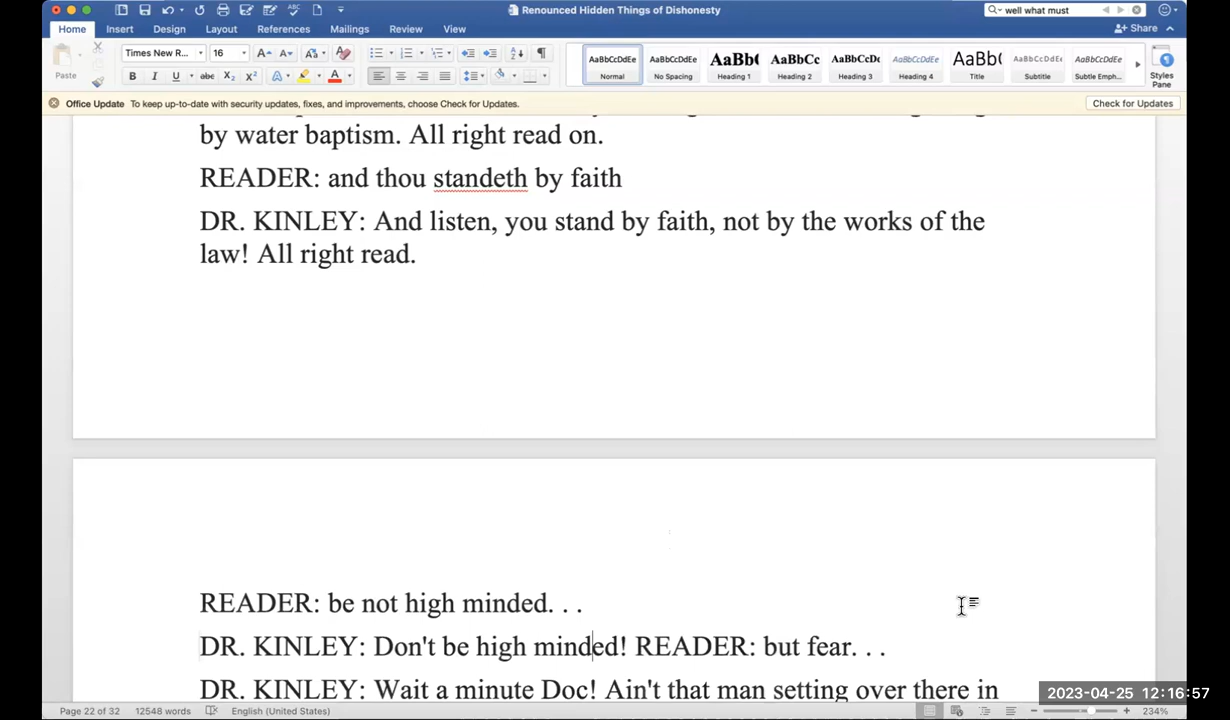 Renounced Hidden Things of Dishonesty
well what must
Home Insert Design Layout References Mailings Review View
Share
Paste
Times New R... 16
AaBbCcDdEe AaBbCcDdEe AaBbC AaBbCc AaBbCcDc AaBbCcDdEe AaBb( AaBbCcDdEe AaBbCcDdEe
Normal No Spacing Heading 1 Heading 2 Heading 3 Heading 4 Title Subtitle Subtle Emph... Styles Pane
Office Update To keep up-to-date with security updates, fixes, and improvements, choose Check for Updates. Check for Updates
by water baptism. All right read on.
READER: and thou standeth by faith
DR. KINLEY: And listen, you stand by faith, not by the works of the
law! All right read.
READER: be not high minded. . .
DR. KINLEY: Don't be high minded! READER: but fear. . .
DR. KINLEY: Wait a minute Doc! Ain't that man setting over there in
Page 22 of 32 12548 words English (United States) 234%
2023-04-25 12:16:57